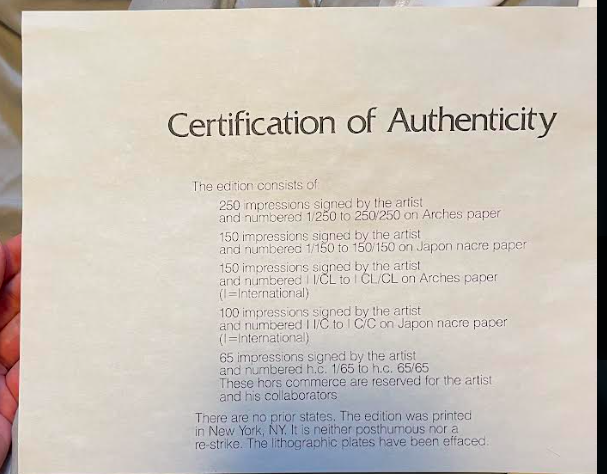 Certification of Authenticity
The edition consists of
250 impressions signed by the artist
and numbered 1/250 to 250/250 on Arches paper
150 impressions signed by the artist
and numbered 1/150 to 150/150 on Japon nacre paper
150 impressions signed by the artist
and numbered I I/CL to I CL/CL on Arches paper
(I=International)
100 impressions signed by the artist
and numbered I I/C to I C/C on Japon nacre paper
(I=International)
65 impressions signed by the artist
and numbered h.c. 1/65 to h.c. 65/65
These hors commerce are reserved for the artist
and his collaborators
There are no prior states. The edition was printed
in New York, NY. It is neither posthumous nor a
re-strike. The lithographic plates have been effaced.